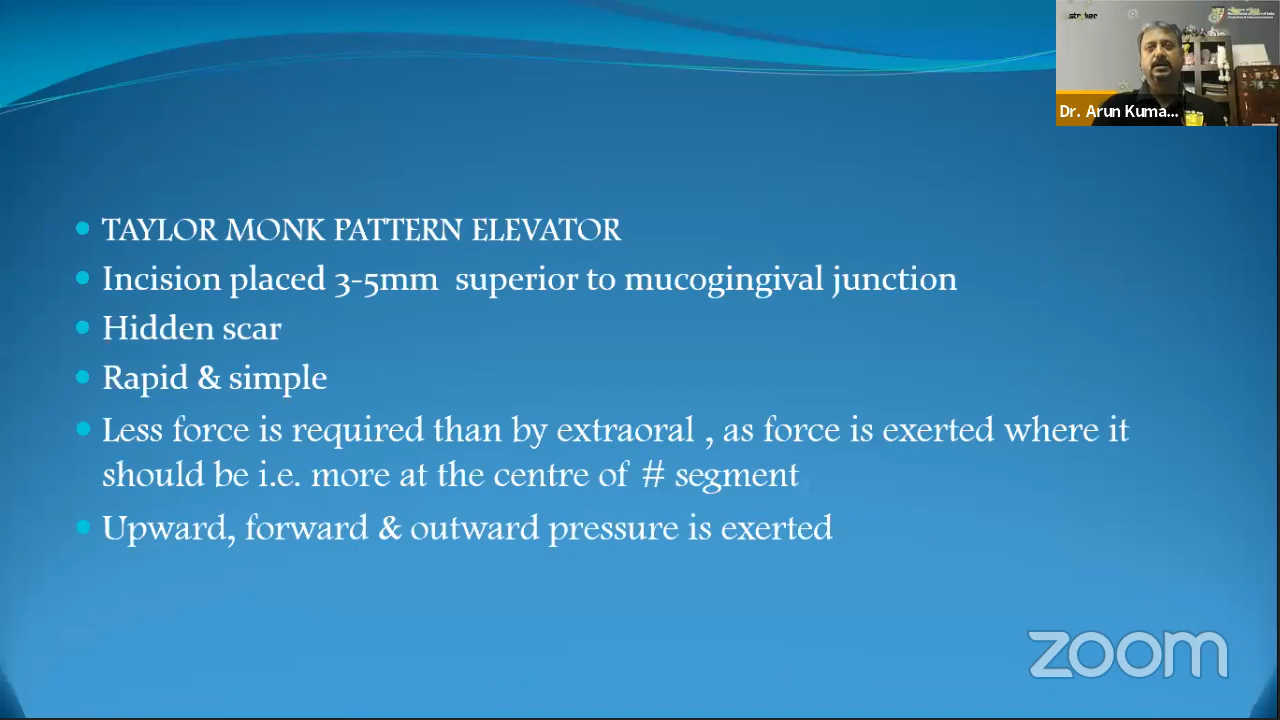 stryker
Dr. Arun Kuma...
TAYLOR MONK PATTERN ELEVATOR
Incision placed 3-5mm superior to mucogingival junction
Hidden scar
Rapid & simple
Less force is required than by extraoral , as force is exerted where it
should be i.e. more at the centre of # segment
Upward, forward & outward pressure is exerted
zoom